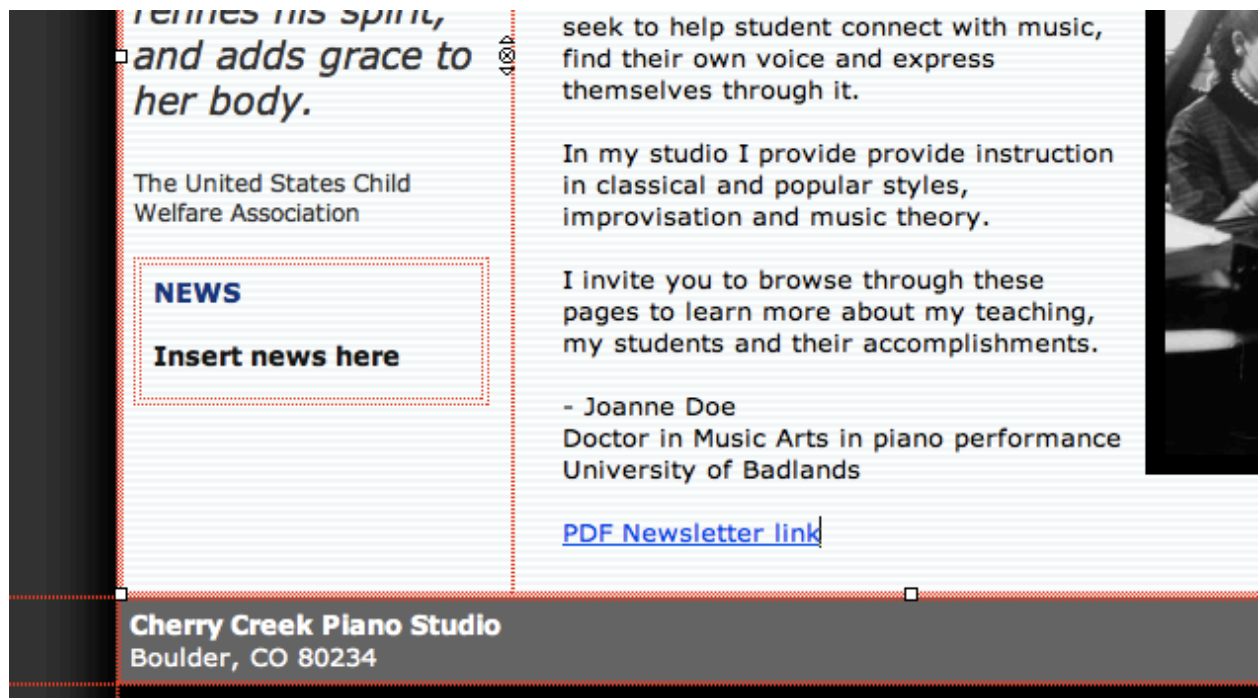 refines his spirit,
and adds grace to
her body.
The United States Child
Welfare Association
NEWS
Insert news here
seek to help student connect with music,
find their own voice and express
themselves through it.
In my studio I provide provide instruction
in classical and popular styles,
improvisation and music theory.
I invite you to browse through these
pages to learn more about my teaching,
my students and their accomplishments.
- Joanne Doe
Doctor in Music Arts in piano performance
University of Badlands
PDF Newsletter link
Cherry Creek Piano Studio
Boulder, CO 80234